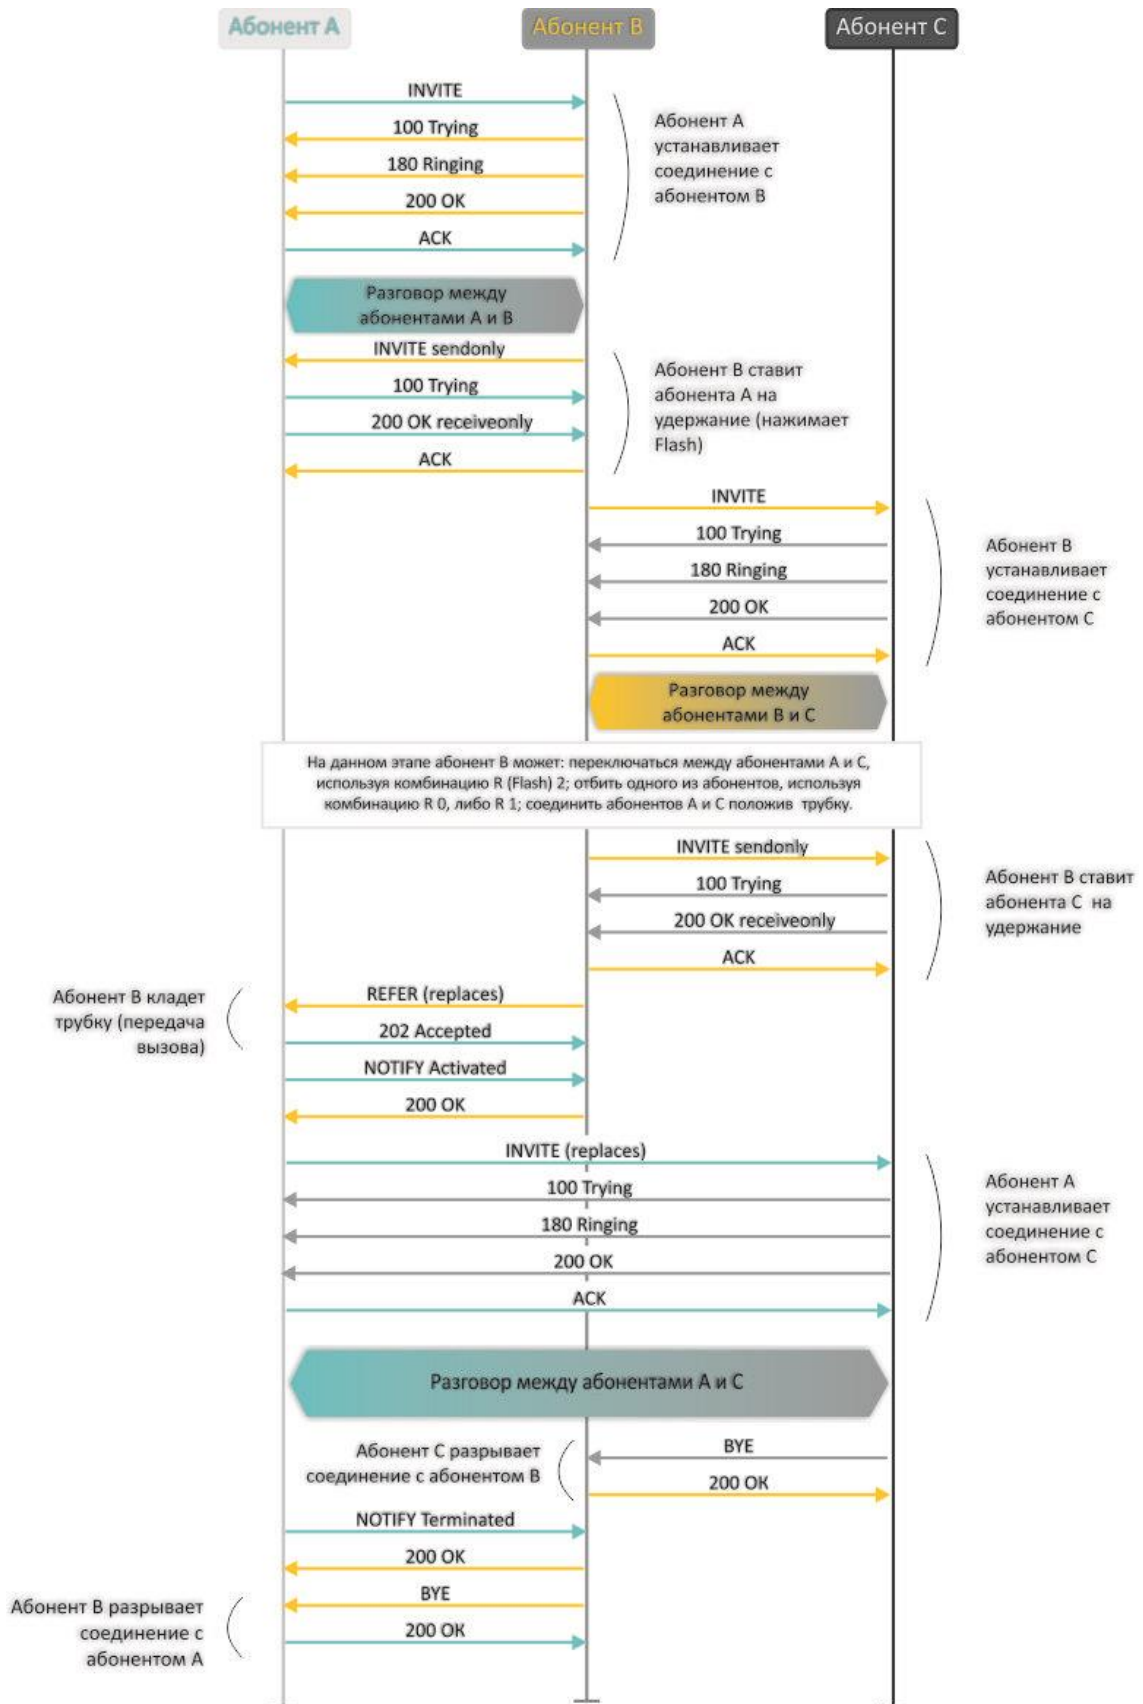 Абонент А
Абонент В
Абонент С
INVITE
100 Trying
180 Ringing
200 OK
ACK
Абонент А
устанавливает
соединение с
абонентом В
Разговор между
абонентами А и В
INVITE sendonly
100 Trying
200 OK receiveonly
ACK
Абонент В ставит
абонента А на
удержание (нажимает
Flash)
INVITE
100 Trying
180 Ringing
200 OK
ACK
Абонент В
устанавливает
соединение с
абонентом С
Разговор между
абонентами В и С
На данном этапе абонент В может: переключаться между абонентами А и С,
используя комбинацию R (Flash) 2; отбить одного из абонентов, используя
комбинацию R 0, либо R 1; соединить абонентов А и С положив трубку.
INVITE sendonly
100 Trying
200 OK receiveonly
ACK
Абонент В ставит
абонента С на
удержание
Абонент В кладет
трубку (передача
вызова)
REFER (replaces)
202 Accepted
NOTIFY Activated
200 OK
INVITE (replaces)
100 Trying
180 Ringing
200 OK
ACK
Абонент А
устанавливает
соединение с
абонентом С
Разговор между абонентами А и С
Абонент С разрывает
соединение с абонентом В
BYE
200 OK
NOTIFY Terminated
200 OK
BYE
200 OK
Абонент В разрывает
соединение с
абонентом А